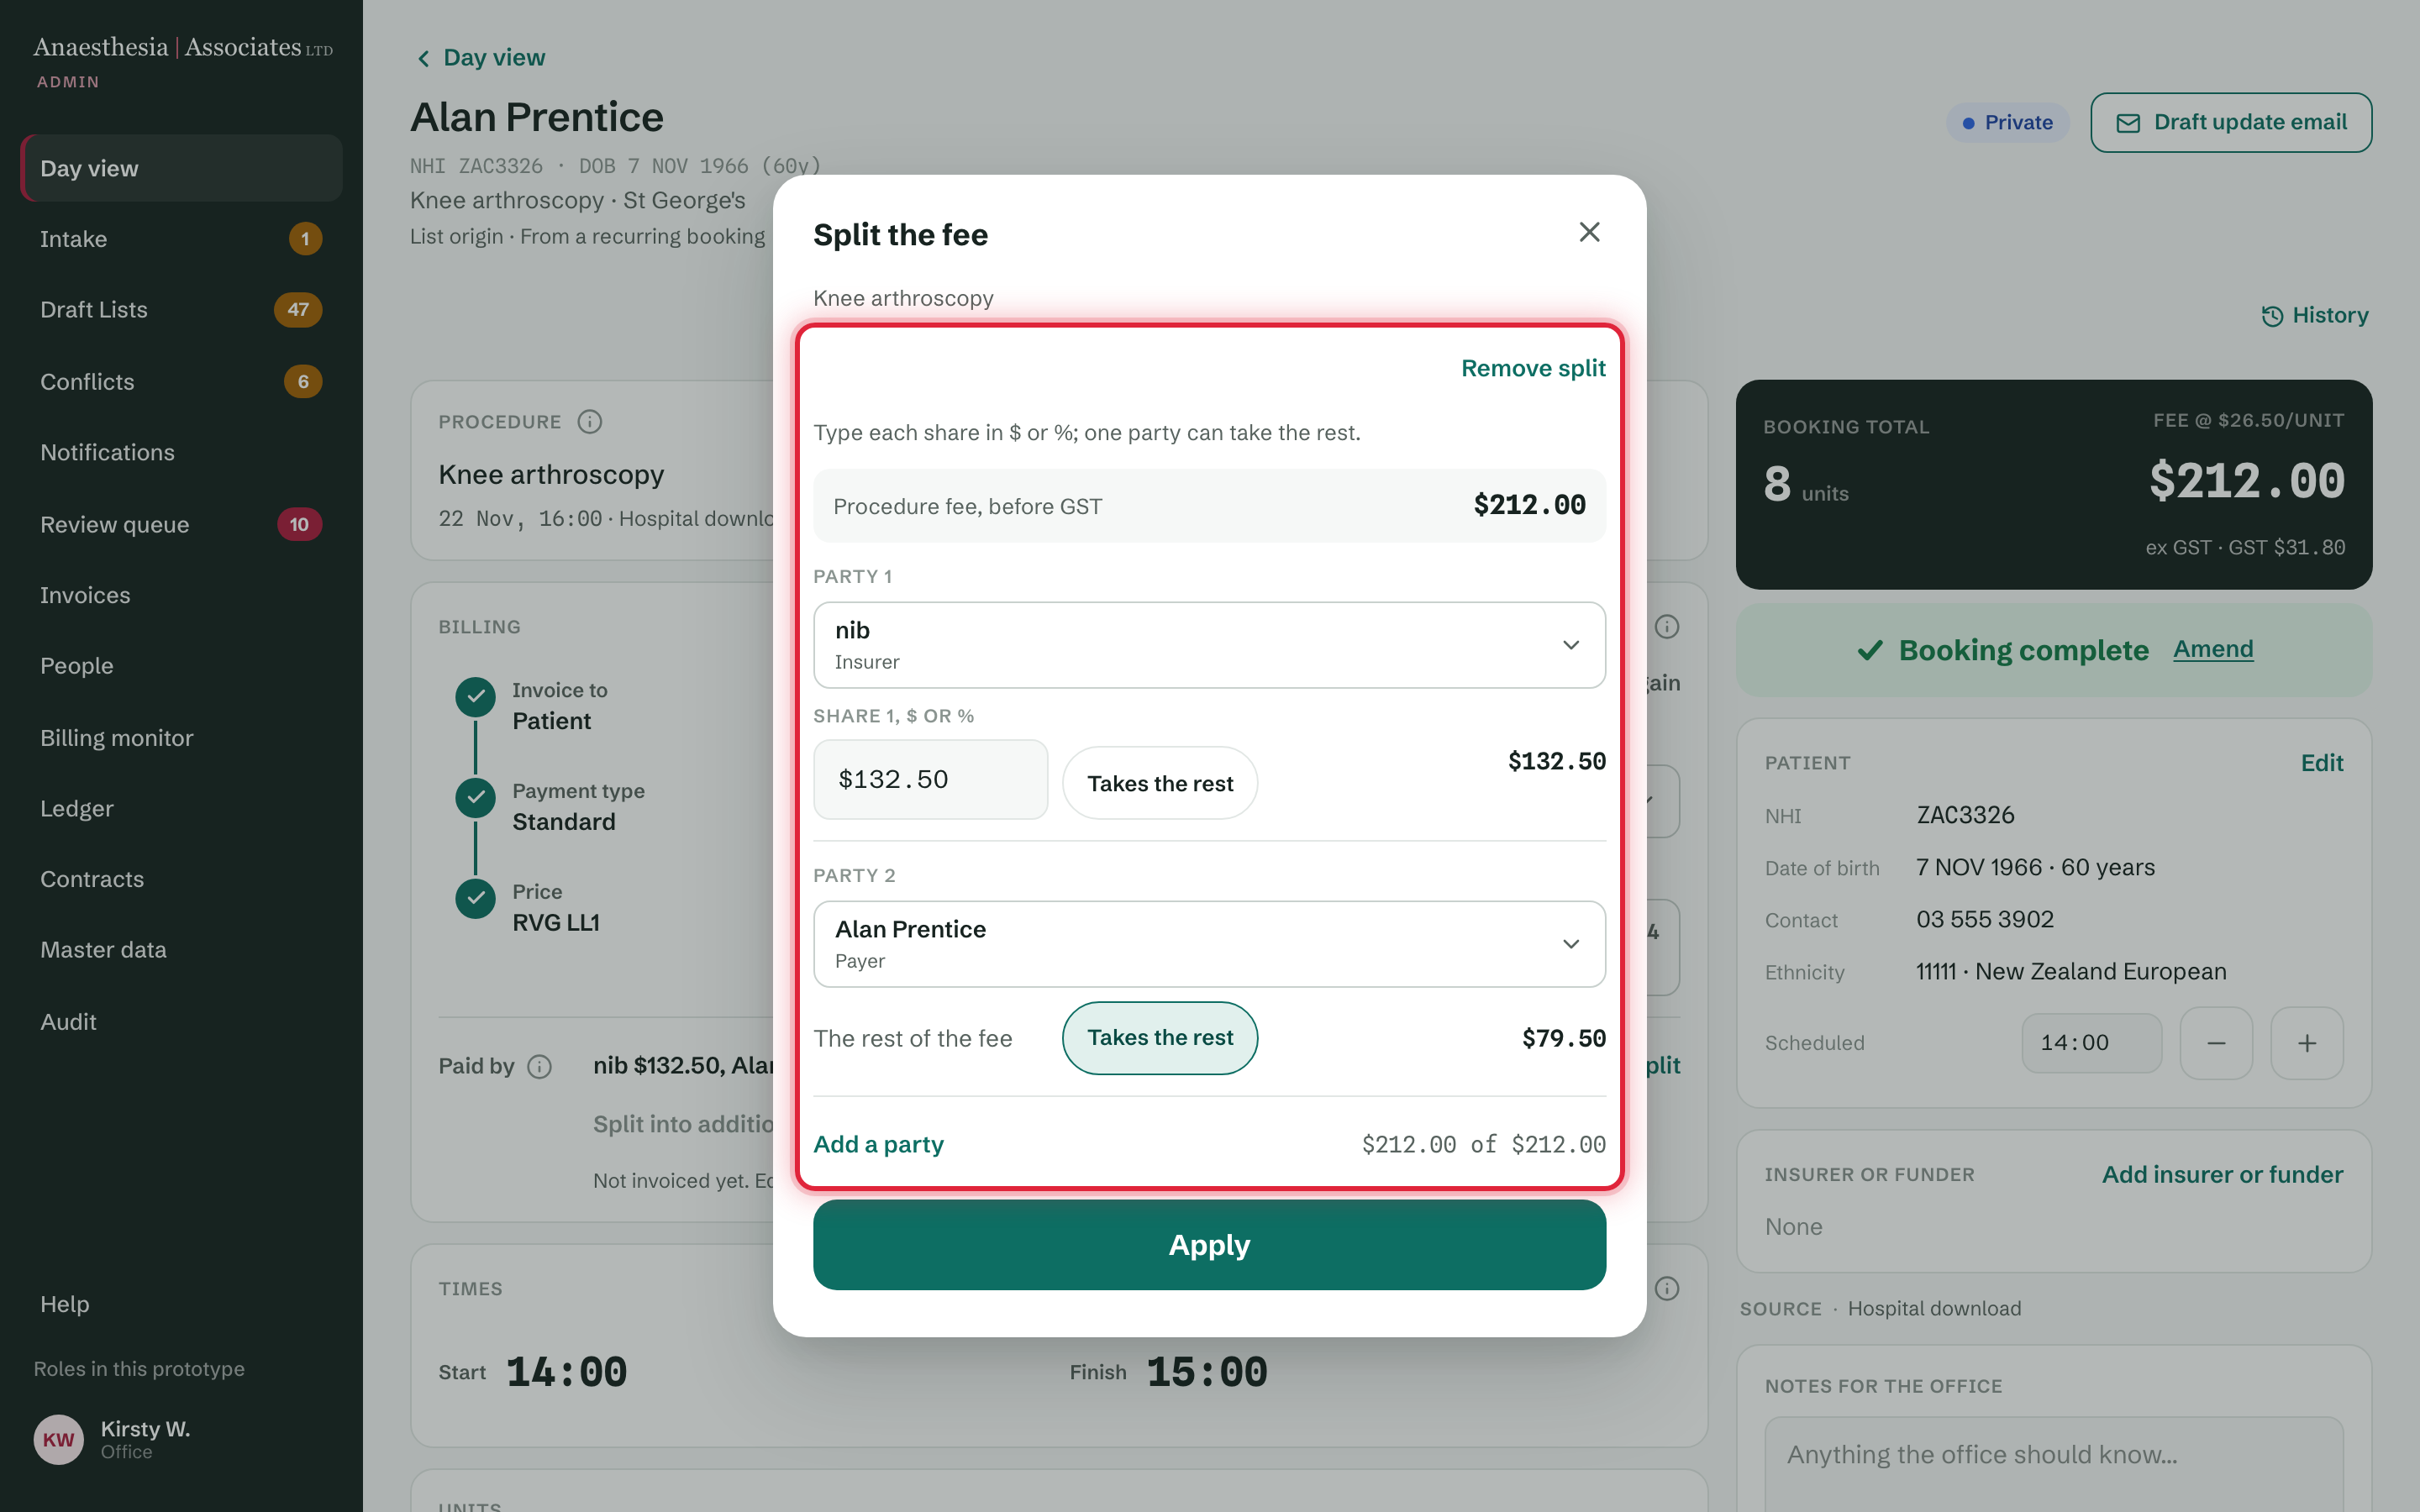 Anaesthesia | Associates LTD
ADMIN
Day view
Intake 1
Draft Lists 47
Conflicts 6
Notifications
Review queue 10
Invoices
People
Billing monitor
Ledger
Contracts
Master data
Audit
Help
Roles in this prototype
KW
Kirsty W.
Office
Day view
Alan Prentice
NHI ZAC3326 · DOB 7 NOV 1966 (60y)
Knee arthroscopy · St George's
List origin · From a recurring booking
Private
Draft update email
History
PROCEDURE
Knee arthroscopy
22 Nov, 16:00 · Hospital downlo
BILLING
Invoice to
Patient
Payment type
Standard
Price
RVG LL1
Paid by
nib $132.50, Alan
Split into additio
Not invoiced yet. Ed
TIMES
Start 14:00
Finish 15:00
UNITS
Split the fee
Knee arthroscopy
Remove split
Type each share in $ or %; one party can take the rest.
Procedure fee, before GST $212.00
PARTY 1
nib
Insurer
SHARE 1, $ OR %
$132.50 Takes the rest $132.50
PARTY 2
Alan Prentice
Payer
The rest of the fee Takes the rest $79.50
Add a party $212.00 of $212.00
Apply
gain
4
plit
BOOKING TOTAL FEE @ $26.50/UNIT
8 units $212.00
ex GST · GST $31.80
Booking complete Amend
PATIENT Edit
NHI ZAC3326
Date of birth 7 NOV 1966 · 60 years
Contact 03 555 3902
Ethnicity 11111 · New Zealand European
Scheduled 14:00 − +
INSURER OR FUNDER Add insurer or funder
None
SOURCE · Hospital download
NOTES FOR THE OFFICE
Anything the office should know...